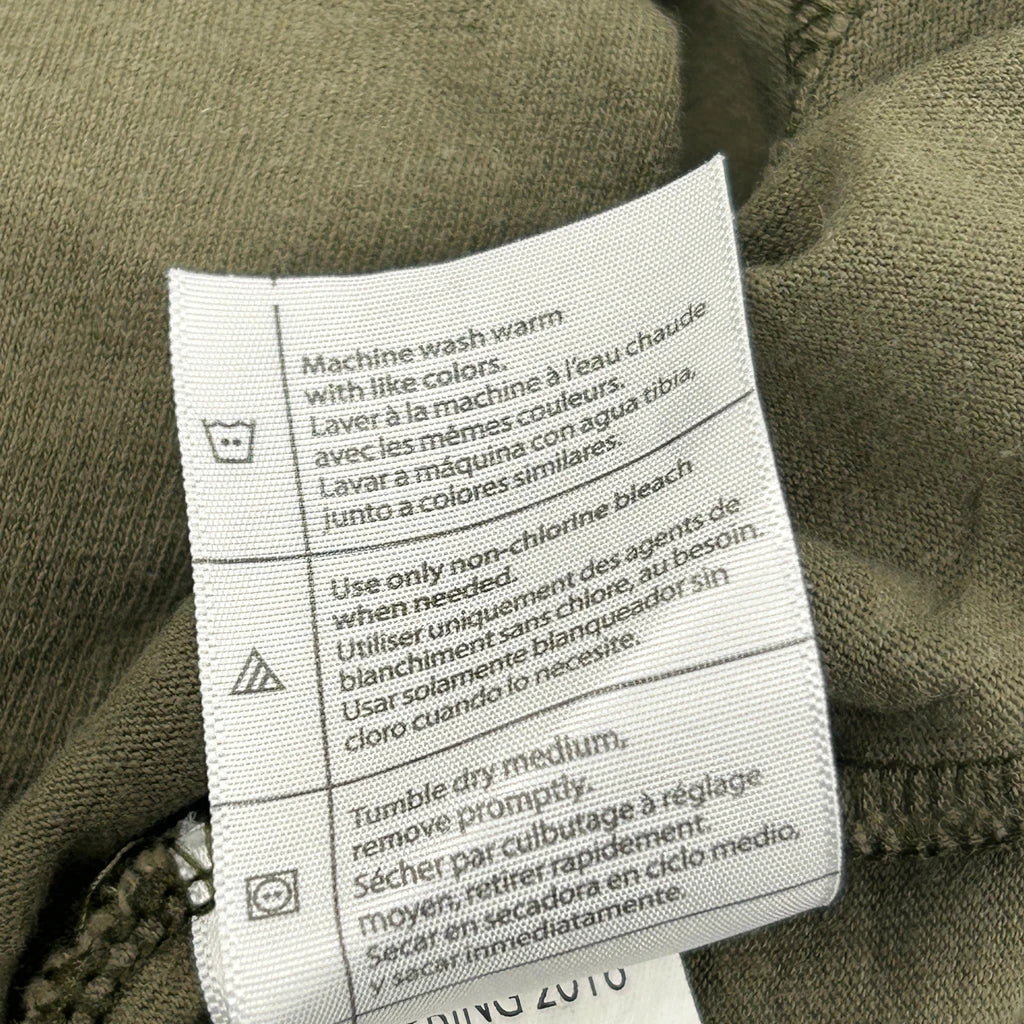 Machine wash warm
with like colors.
Laver à la machine à l'eau chaude
avec les mêmes couleurs.
Lavar a máquina con agua tibia,
junto a colores similares.
Use only non-chlorine bleach
when needed.
Utiliser uniquement des agents de
blanchiment sans chlore, au besoin.
Usar solamente blanqueador sin
cloro cuando lo necesite.
Tumble dry medium,
remove promptly.
Sécher par culbutage à réglage
moyen, retirer rapidement.
Secar en secadora en ciclo medio,
y sacar inmediatamente.